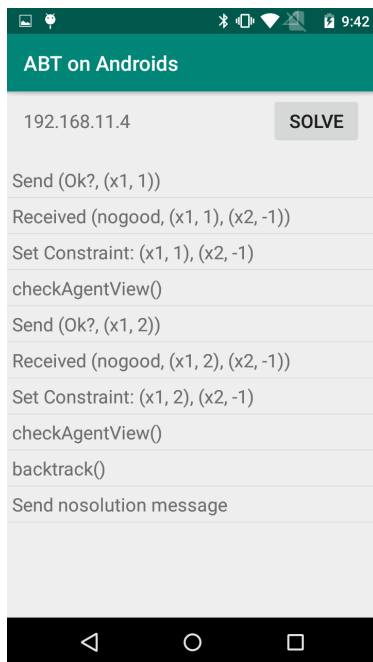 9:42
ABT on Androids
192.168.11.4 SOLVE
Send (Ok?, (x1, 1))
Received (nogood, (x1, 1), (x2, -1))
Set Constraint: (x1, 1), (x2, -1)
checkAgentView()
Send (Ok?, (x1, 2))
Received (nogood, (x1, 2), (x2, -1))
Set Constraint: (x1, 2), (x2, -1)
checkAgentView()
backtrack()
Send nosolution message